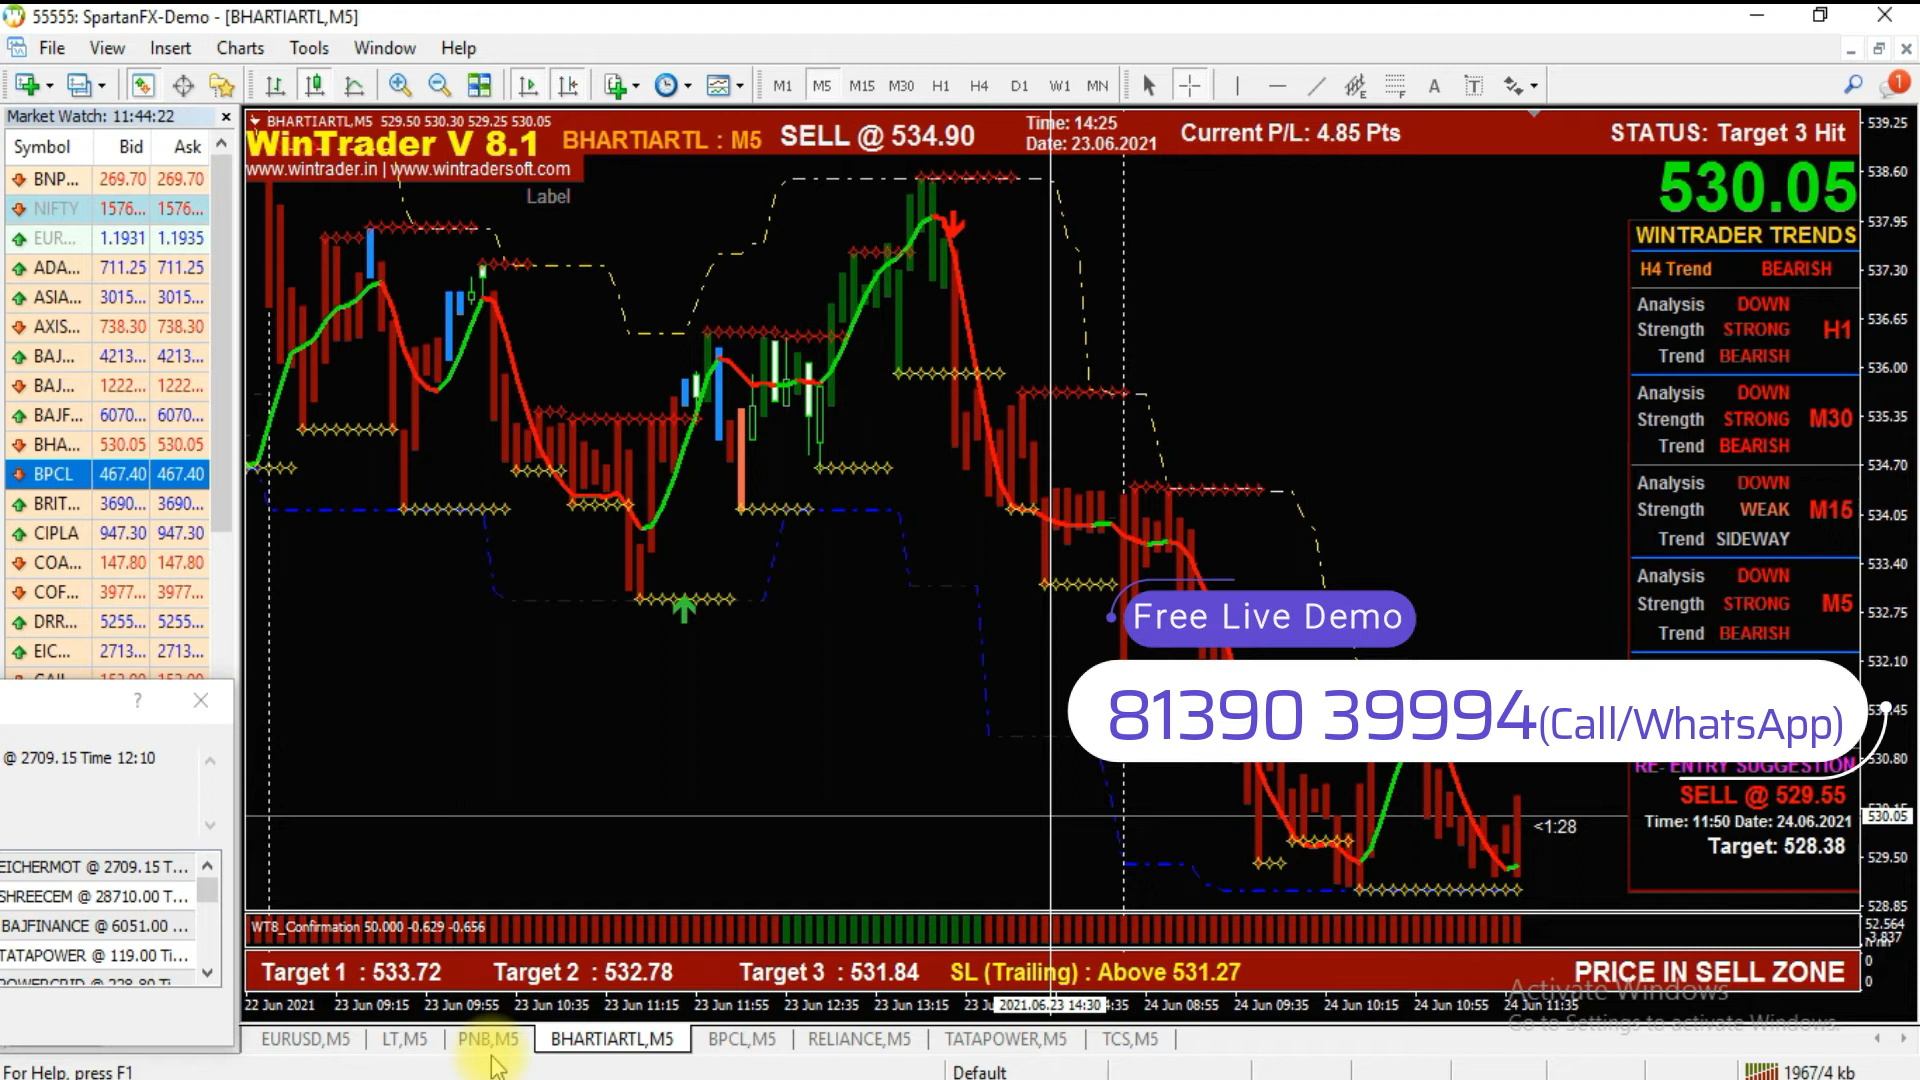 55555: SpartanFX-Demo - [BHARTIARTL,M5]
File View Insert Charts Tools Window Help
M1 M5 M15 M30 H1 H4 D1 W1 MN
1
Market Watch: 11:44:22
Symbol Bid Ask
BNP... 269.70 269.70
NIFTY 1576... 1576...
EUR... 1.1931 1.1935
ADA... 711.25 711.25
ASIA... 3015... 3015...
AXIS... 738.30 738.30
BAJ... 4213... 4213...
BAJ... 1222... 1222...
BAJF... 6070... 6070...
BHA... 530.05 530.05
BPCL 467.40 467.40
BRIT... 3690... 3690...
CIPLA 947.30 947.30
COA... 147.80 147.80
COF... 3977... 3977...
DRR... 5255... 5255...
EIC... 2713... 2713...
@ 2709.15 Time 12:10
EICHERMOT @ 2709.15 T...
SHREECEM @ 28710.00 T...
BAJFINANCE @ 6051.00 ...
TATAPOWER @ 119.00 Ti...
POWERGRID @ 228.80 Ti...
BHARTIARTL,M5 529.50 530.30 529.25 530.05
WinTrader V 8.1
BHARTIARTL : M5
SELL @ 534.90
Time: 14:25
Date: 23.06.2021
Current P/L: 4.85 Pts
STATUS: Target 3 Hit
www.wintrader.in | www.wintradersoft.com
Label
530.05
WINTRADER TRENDS
H4 Trend BEARISH
Analysis DOWN
Strength STRONG H1
Trend BEARISH
Analysis DOWN
Strength STRONG M30
Trend BEARISH
Analysis DOWN
Strength WEAK M15
Trend SIDEWAY
Analysis DOWN
Strength STRONG M5
Trend BEARISH
Free Live Demo
81390 39994(Call/WhatsApp)
RE- ENTRY SUGGESTION
SELL @ 529.55
Time: 11:50 Date: 24.06.2021
Target: 528.38
<1:28
539.25
538.60
537.95
537.30
536.65
536.00
535.35
534.70
534.05
533.40
532.75
532.10
530.80
530.05
529.50
528.85
52.564
-3.837
0
0
WT8_Confirmation 50.000 -0.629 -0.656
Target 1 : 533.72 Target 2 : 532.78 Target 3 : 531.84 SL (Trailing) : Above 531.27 PRICE IN SELL ZONE
22 Jun 2021 23 Jun 09:15 23 Jun 09:55 23 Jun 10:35 23 Jun 11:15 23 Jun 11:55 23 Jun 12:35 23 Jun 13:15 23 Ju 2021.06.23 14:30 4:35 24 Jun 08:55 24 Jun 09:35 24 Jun 10:15 24 Jun 10:55 24 Jun 11:35
Activate Windows
Go to Settings to activate Windows.
EURUSD,M5 LT,M5 PNB,M5 BHARTIARTL,M5 BPCL,M5 RELIANCE,M5 TATAPOWER,M5 TCS,M5
For Help, press F1
Default
1967/4 kb